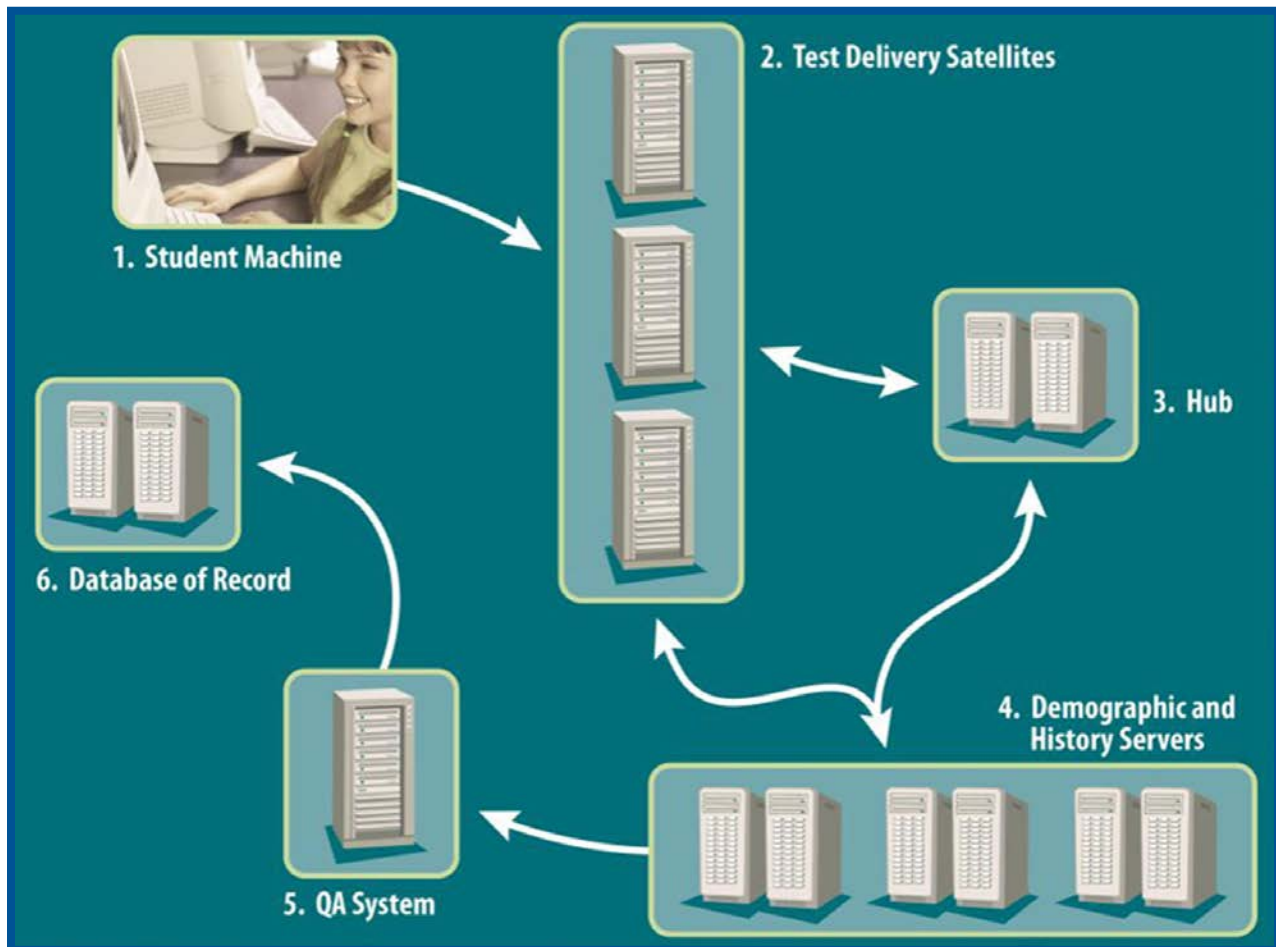 1. Student Machine
2. Test Delivery Satellites
3. Hub
4. Demographic and
History Servers
5. QA System
6. Database of Record